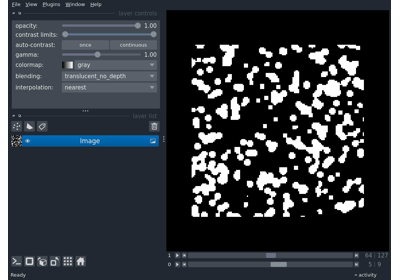 File View Plugins Window Help
layer controls
opacity: 1.00
contrast limits:
auto-contrast: once continuous
gamma: 1.00
colormap: gray
blending: translucent_no_depth
interpolation: nearest
layer list
Image
1 64 127
0 5 9
Ready activity